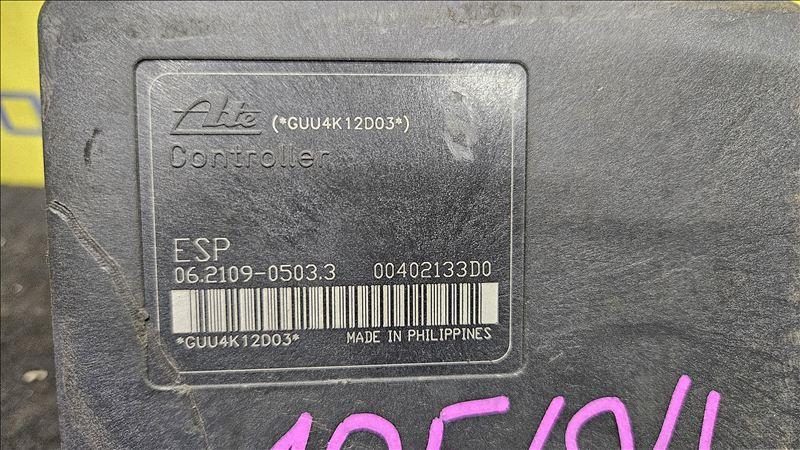 Ate (*GUU4K12D03*)
Controller
ESP
06.2109-0503.3 00402133D0
*GUU4K12D03* MADE IN PHILIPPINES